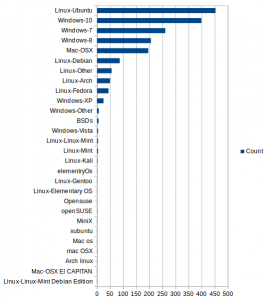 Linux-Ubuntu
Windows-10
Windows-7
Windows-8
Mac-OSX
Linux-Debian
Linux-Other
Linux-Arch
Linux-Fedora
Windows-XP
Windows-Other
BSDs
Windows-Vista
Linux-Linux-Mint
Linux-Mint
Linux-Kali
elementryOs
Linux-Gentoo
Linux-Elementary OS
Opensuse
openSUSE
MiniX
xubuntu
Mac os
mac OSX
Arch linux
Mac-OSX El CAPITAN
Linux-Linux-Mint Debian Edition
0 50 100 150 200 250 300 350 400 450 500
Count